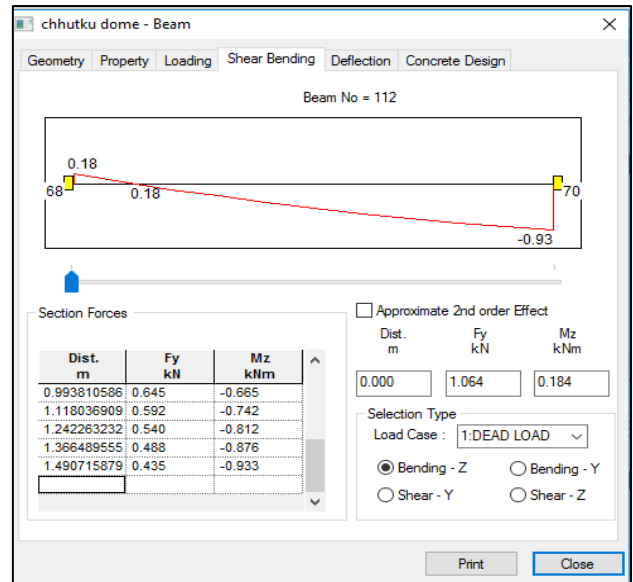 chhutku dome - Beam
Geometry Property Loading Shear Bending Deflection Concrete Design
Beam No = 112
0.18
68
0.18
70
-0.93
Section Forces
Dist. m Fy kN Mz kNm
0.993810586 0.645 -0.665
1.118036909 0.592 -0.742
1.242263232 0.540 -0.812
1.366489555 0.488 -0.876
1.490715879 0.435 -0.933
Approximate 2nd order Effect
Dist. Fy Mz
m kN kNm
0.000 1.064 0.184
Selection Type
Load Case : 1:DEAD LOAD
Bending - Z Bending - Y
Shear - Y Shear - Z
Print Close